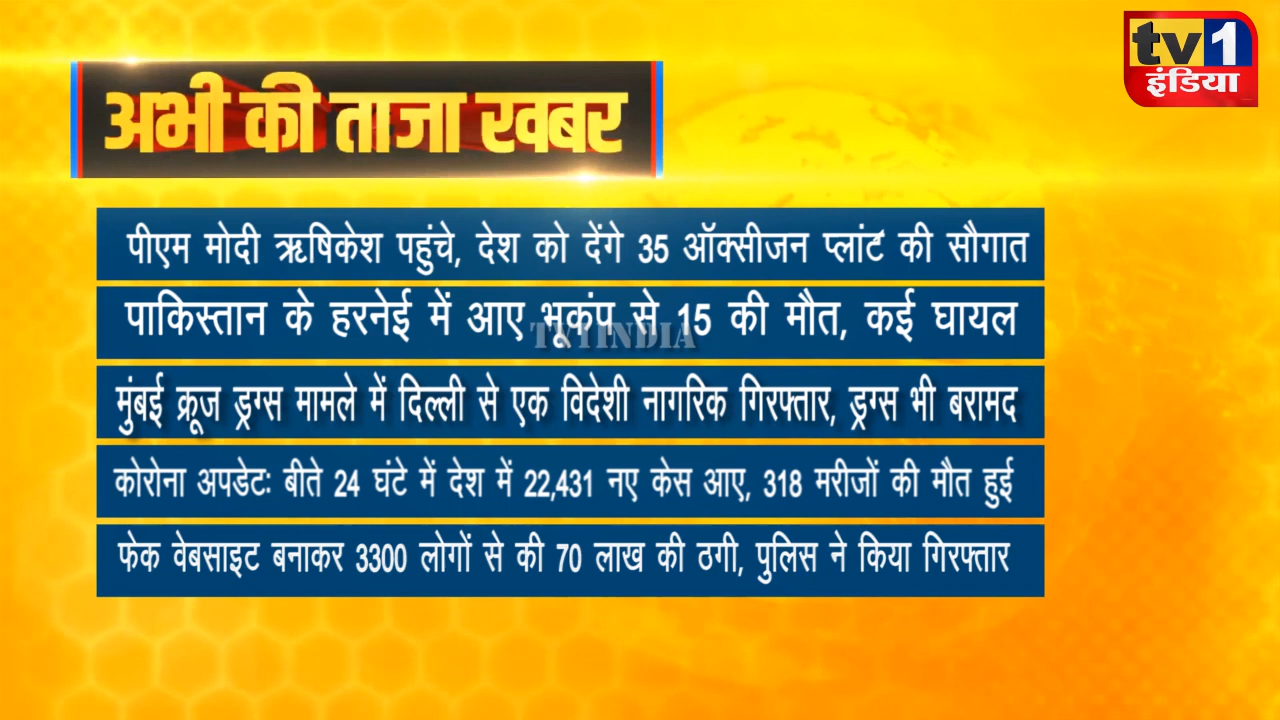 tv1
इंडिया
अभी की ताजा खबर
पीएम मोदी ऋषिकेश पहुंचे, देश को देंगे 35 ऑक्सीजन प्लांट की सौगात
पाकिस्तान के हरनेई में आए भूकंप से 15 की मौत, कई घायल
TV1INDIA
मुंबई क्रूज ड्रग्स मामले में दिल्ली से एक विदेशी नागरिक गिरफ्तार, ड्रग्स भी बरामद
कोरोना अपडेटः बीते 24 घंटे में देश में 22,431 नए केस आए, 318 मरीजों की मौत हुई
फेक वेबसाइट बनाकर 3300 लोगों से की 70 लाख की ठगी, पुलिस ने किया गिरफ्तार